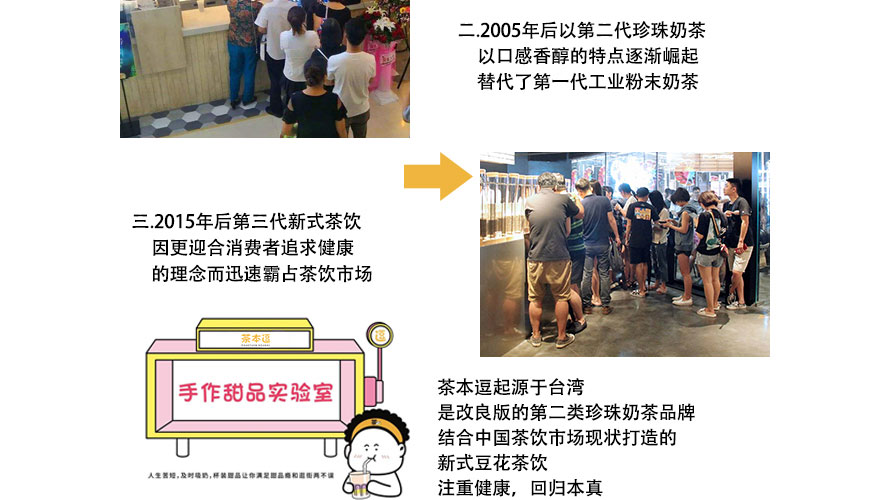 二.2005年后以第二代珍珠奶茶
以口感香醇的特点逐渐崛起
替代了第一代工业粉末奶茶
三.2015年后第三代新式茶饮
因更迎合消费者追求健康
的理念而迅速霸占茶饮市场
茶本逗
逗
手作甜品实验室
人生苦短，及时吸奶，杯装甜品让你满足甜品瘾和逛街两不误
茶本逗起源于台湾
是改良版的第二类珍珠奶茶品牌
结合中国茶饮市场现状打造的
新式豆花茶饮
注重健康，回归本真